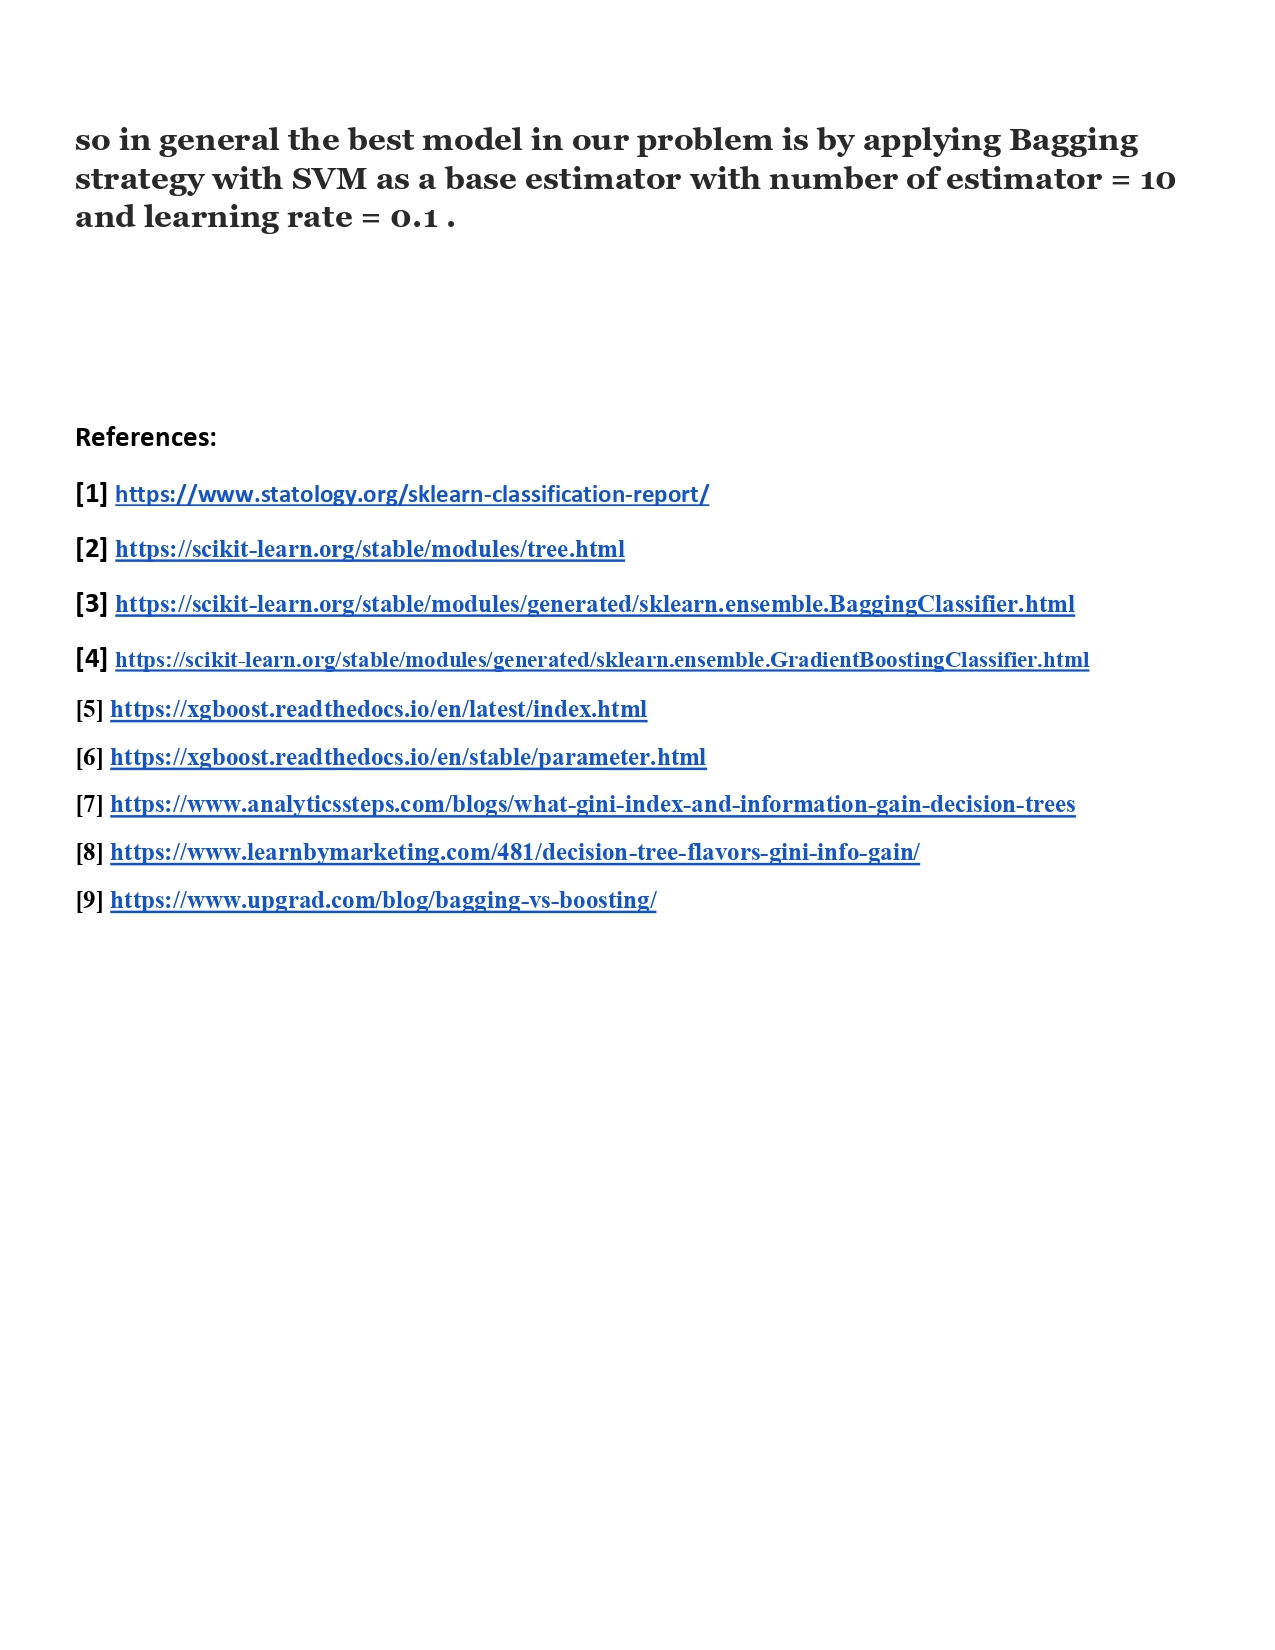 so in general the best model in our problem is by applying Bagging
strategy with SVM as a base estimator with number of estimator = 10
and learning rate = 0.1 .
References:
[1] https://www.statology.org/sklearn-classification-report/
[2] https://scikit-learn.org/stable/modules/tree.html
[3] https://scikit-learn.org/stable/modules/generated/sklearn.ensemble.BaggingClassifier.html
[4] https://scikit-learn.org/stable/modules/generated/sklearn.ensemble.GradientBoostingClassifier.html
[5] https://xgboost.readthedocs.io/en/latest/index.html
[6] https://xgboost.readthedocs.io/en/stable/parameter.html
[7] https://www.analyticssteps.com/blogs/what-gini-index-and-information-gain-decision-trees
[8] https://www.learnbymarketing.com/481/decision-tree-flavors-gini-info-gain/
[9] https://www.upgrad.com/blog/bagging-vs-boosting/